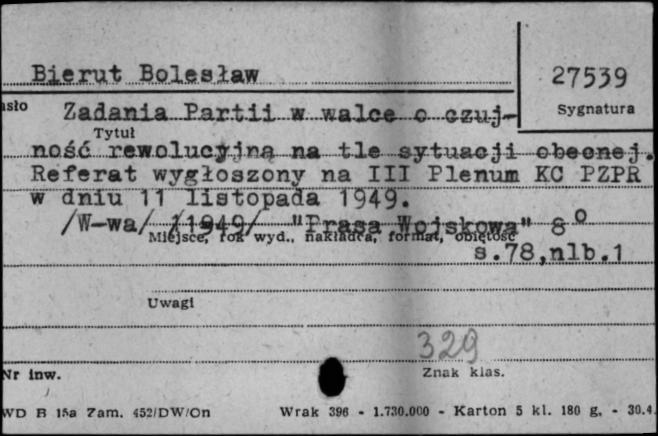 Bierut Bolesław
27539
Sygnatura
asło
Zadania Partii w walce o czuj-
Tytuł
ność rewolucyjną na tle sytuacji obecnej.
Referat wygłoszony na III Plenum KC PZPR
w dniu 11 listopada 1949.
/W-wa/ /1949/ "Prasa Wojskowa" 8°
Miejsce, rok wyd., nakładca, format, objętość
s.78,nlb.1
Uwagi
329
Nr inw.
Znak klas.
WD B 15a Zam. 452/DW/On Wrak 396 - 1.730.000 - Karton 5 kl. 180 g. - 30.4.